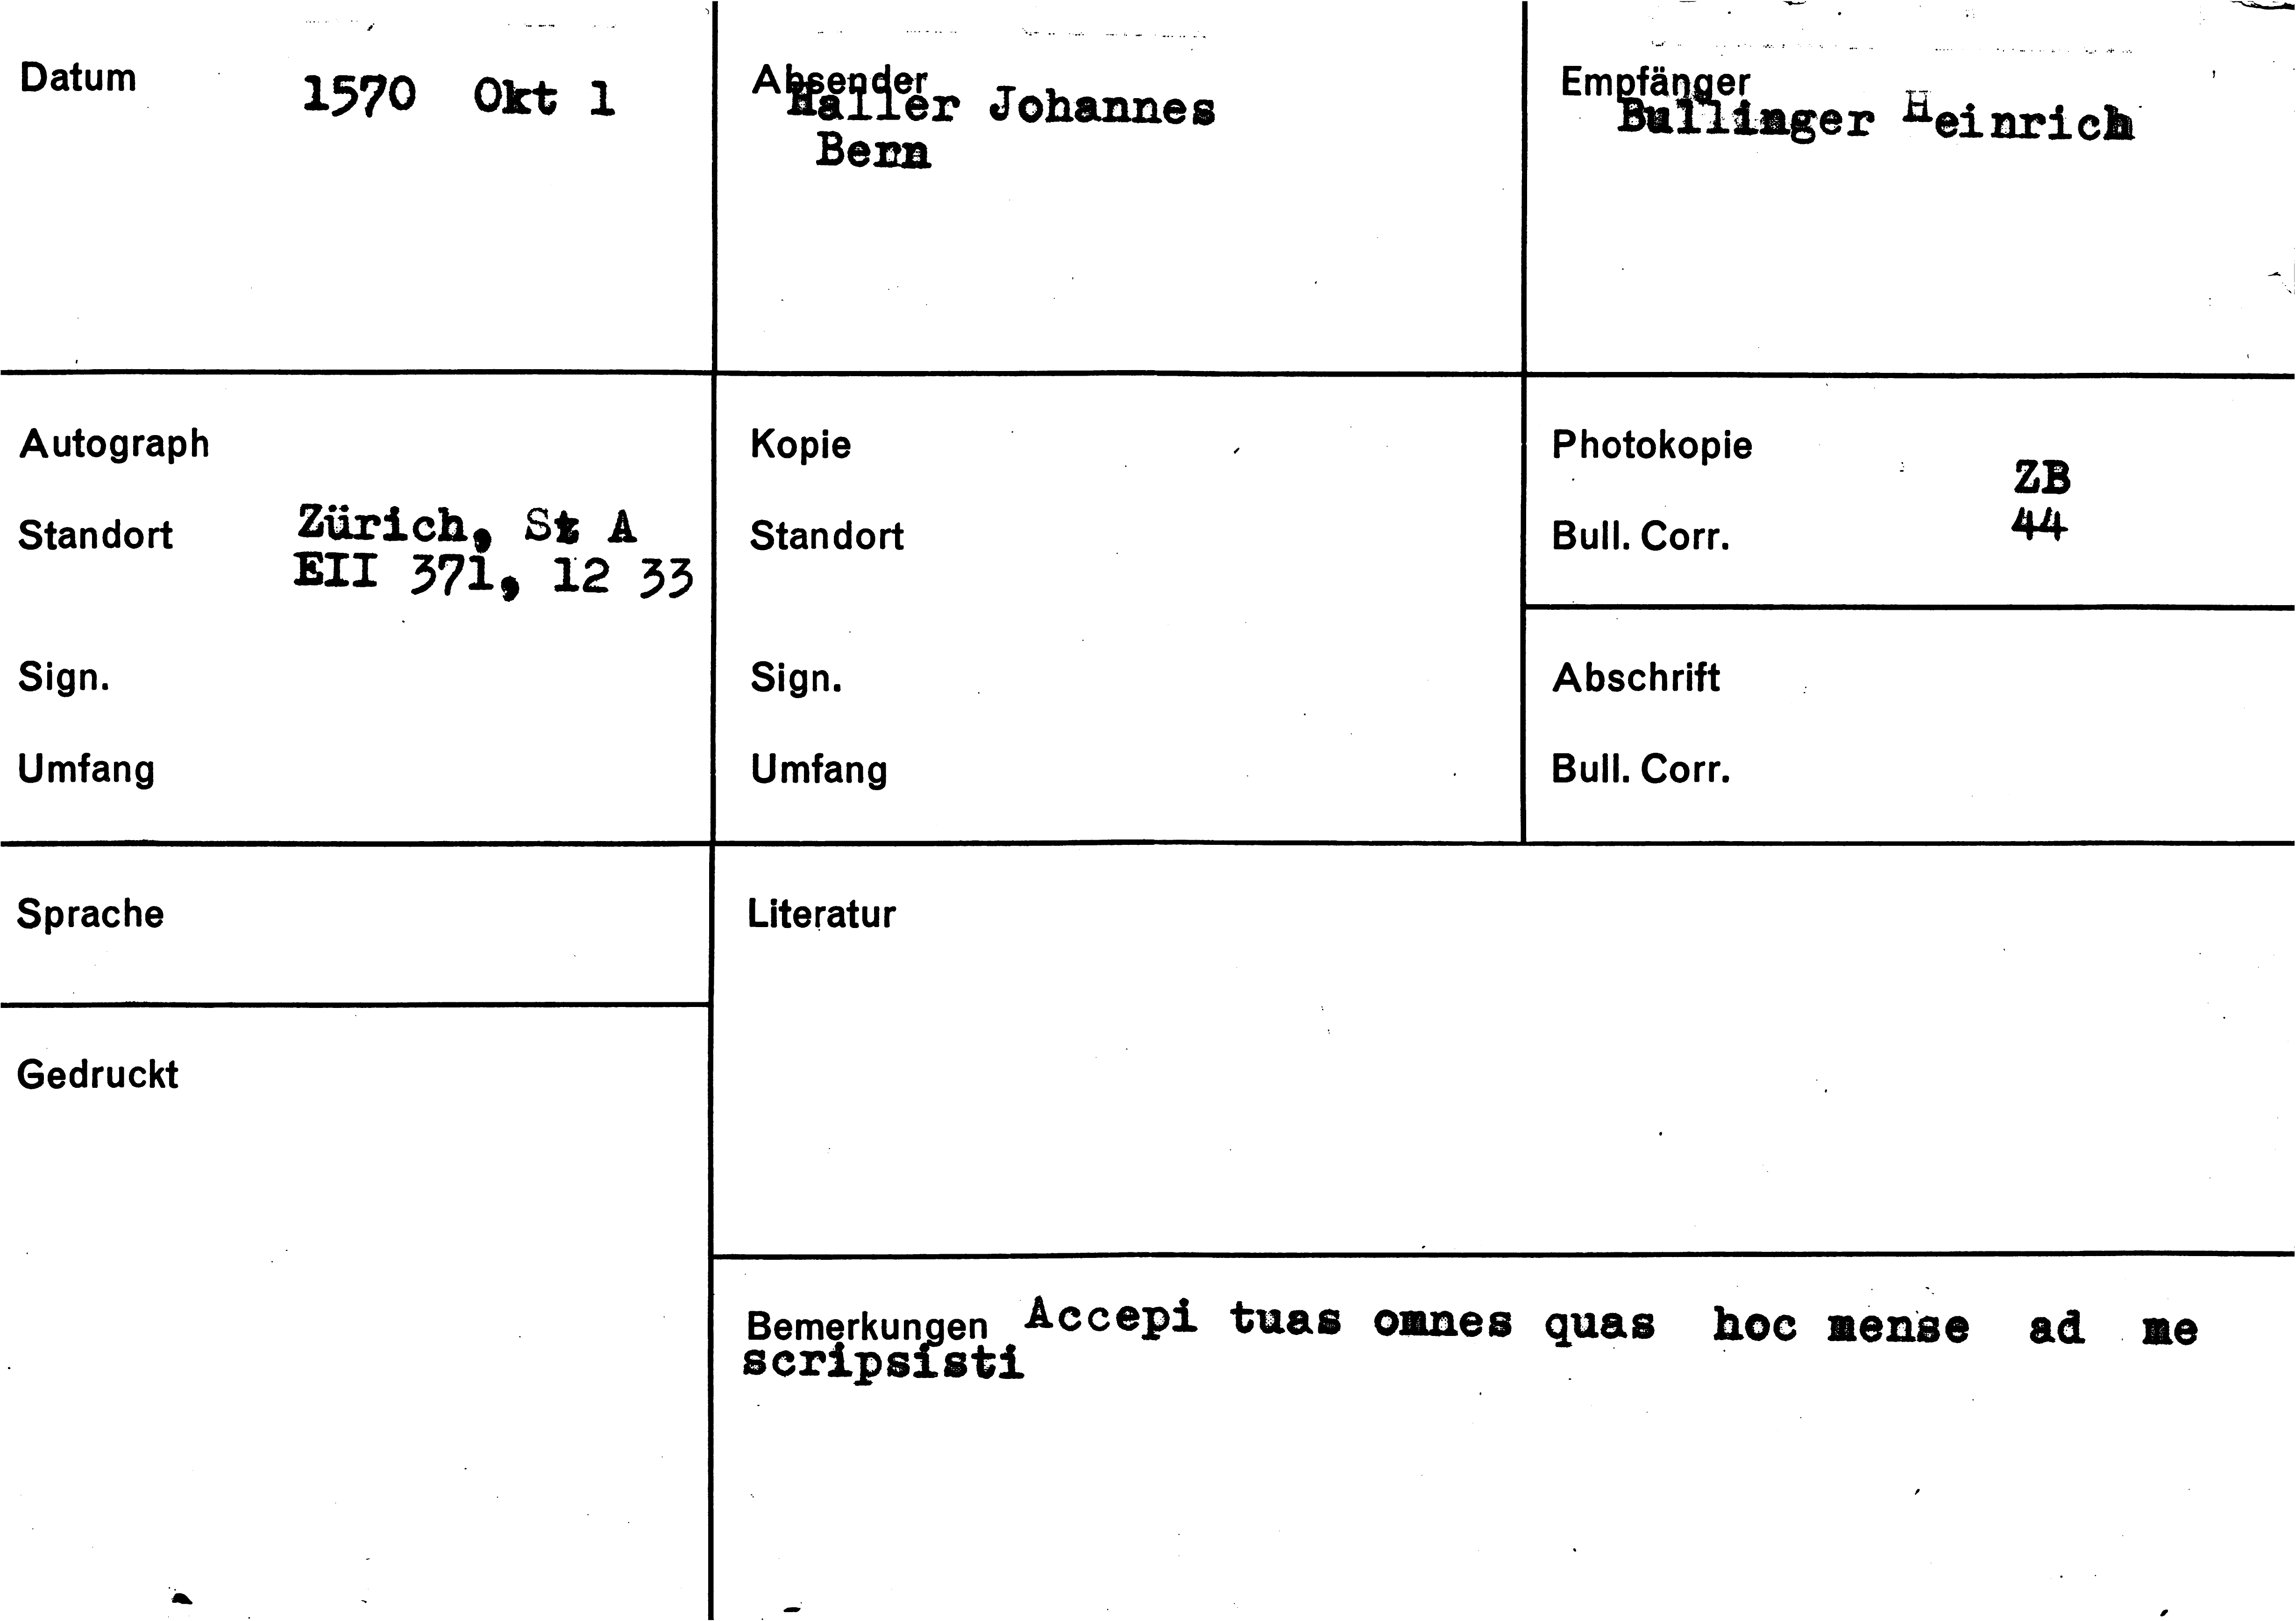 Datum 1570 Okt 1
Absender Haller Johannes
Bern
Empfänger
Bullinger Heinrich
Autograph
Standort Zürich, St A
EII 371, 12 33
Sign.
Umfang
Kopie
Standort
Sign.
Umfang
Photokopie ZB
Bull. Corr. 44
Abschrift
Bull. Corr.
Sprache
Literatur
Gedruckt
Bemerkungen Accepi tuas omnes quas hoc mense ad me
scripsisti